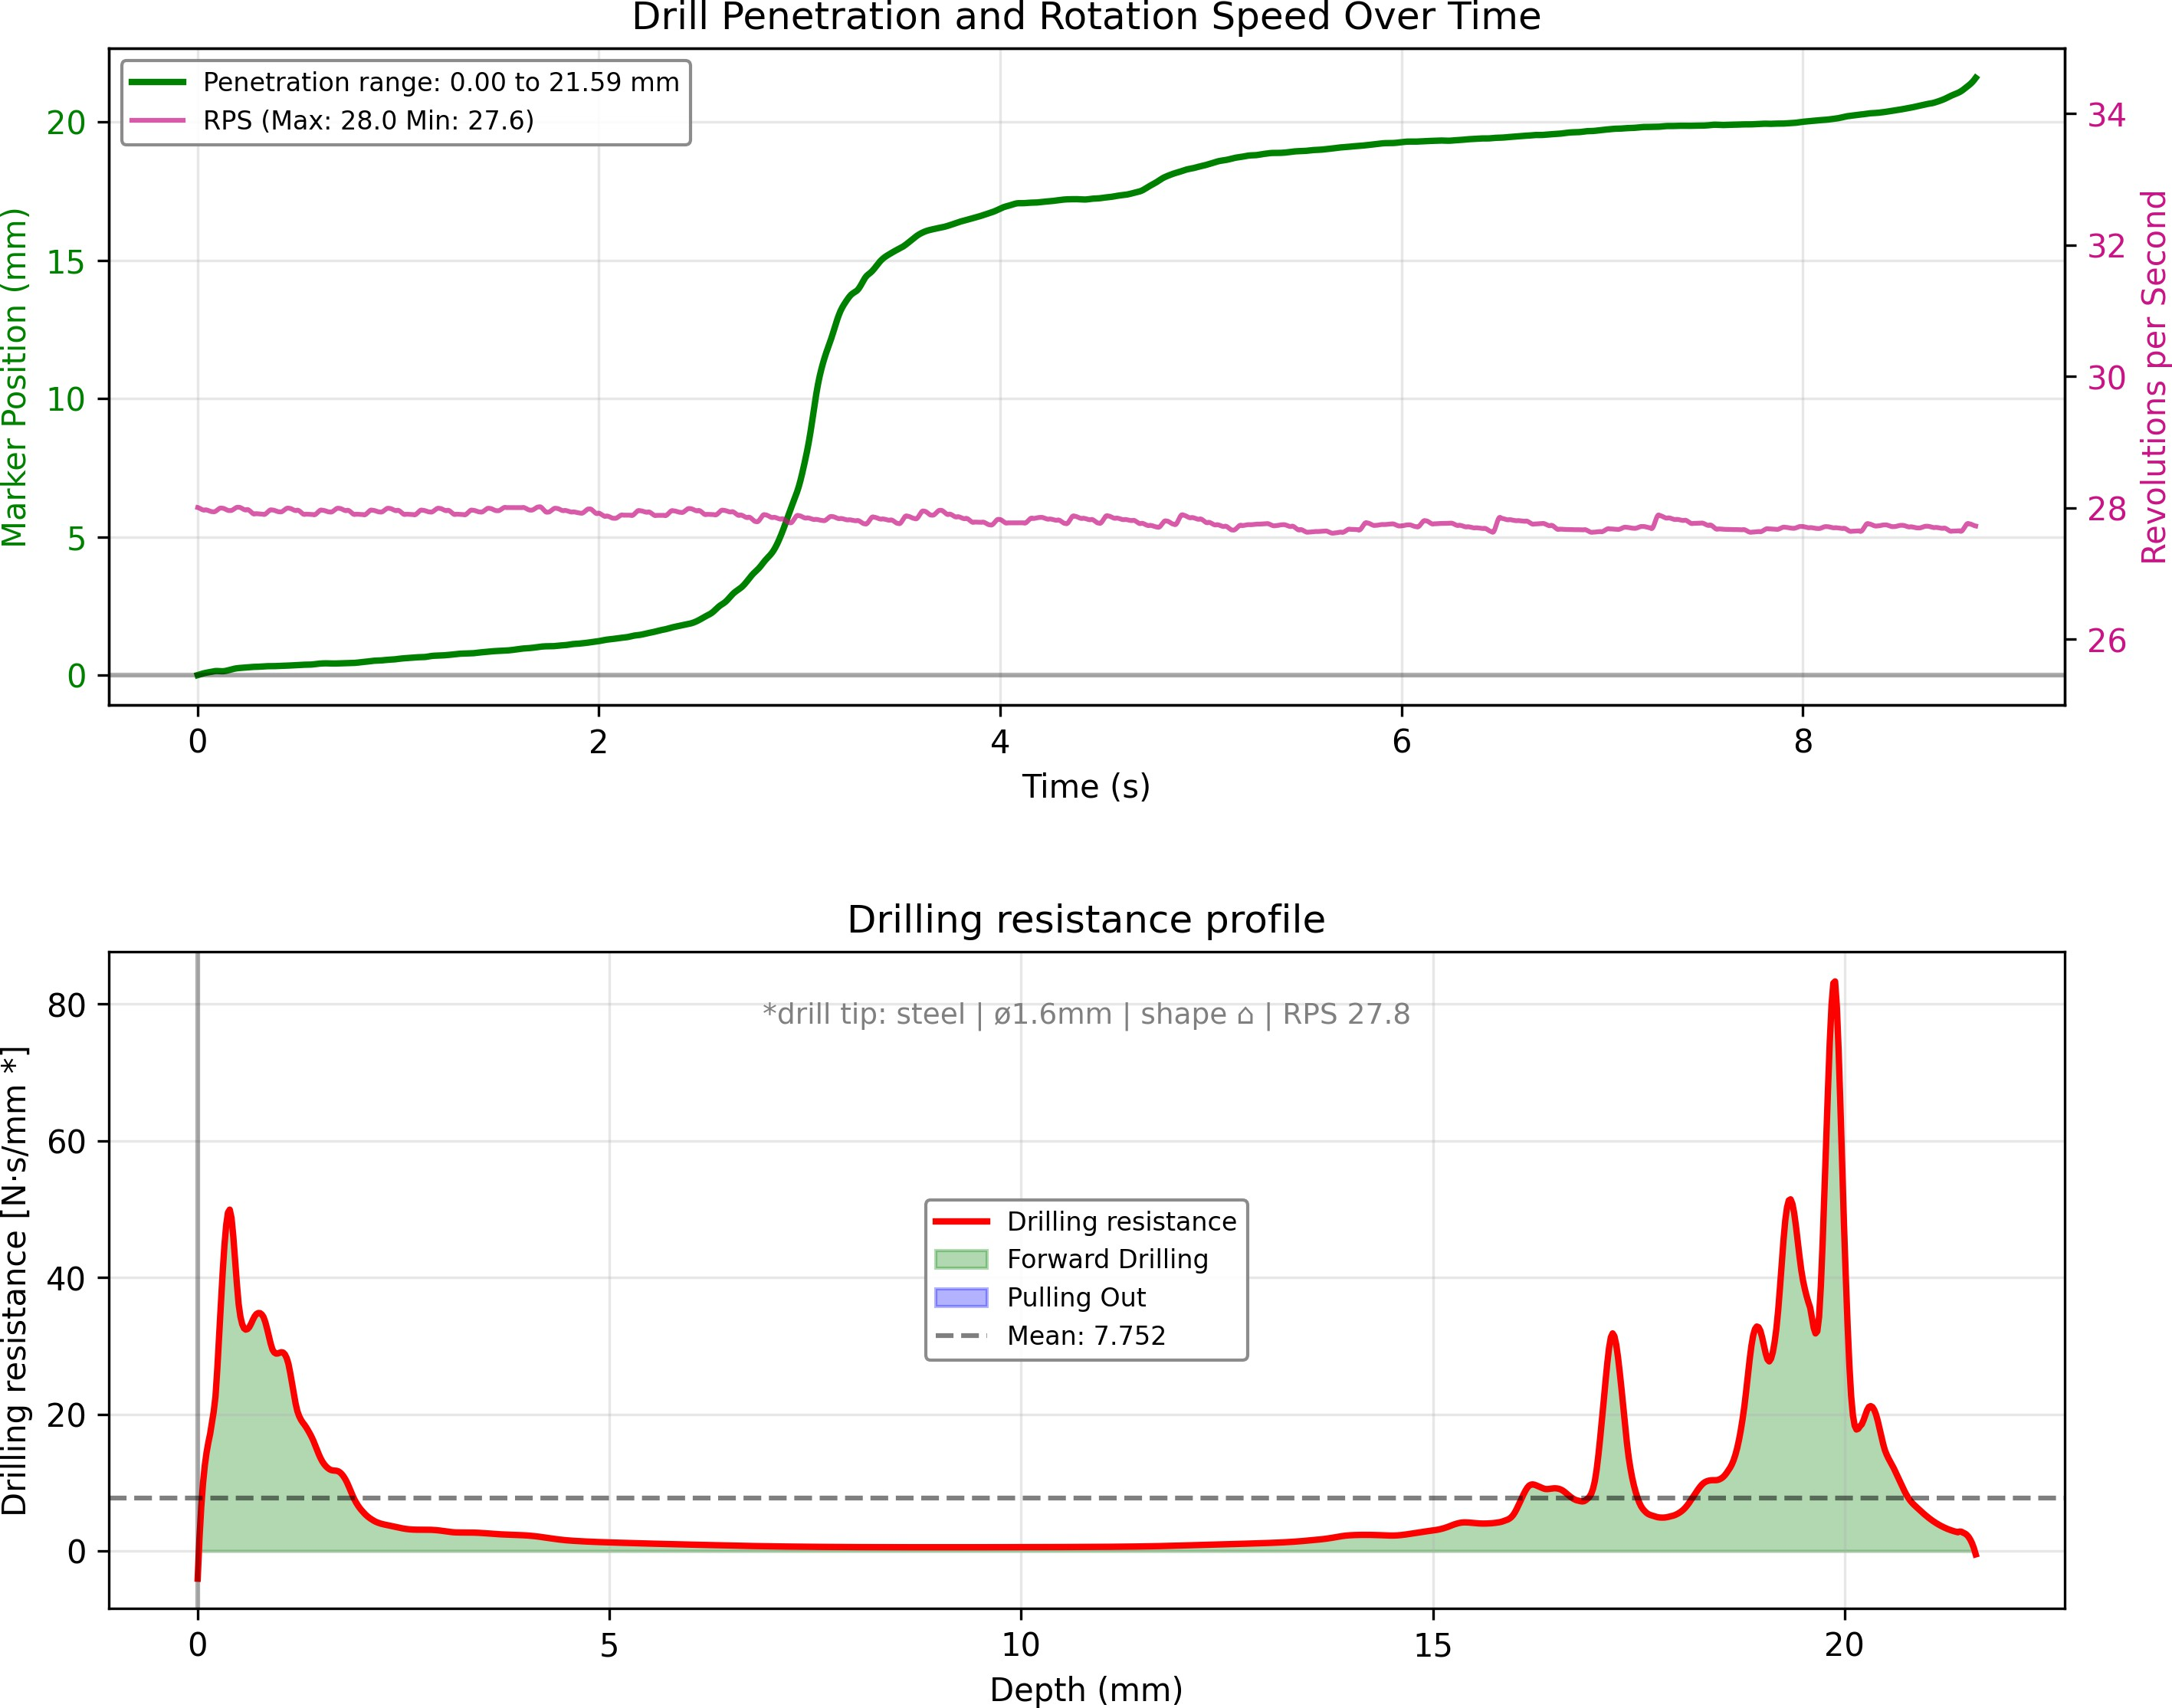 Drill Penetration and Rotation Speed Over Time
Penetration range: 0.00 to 21.59 mm
RPS (Max: 28.0 Min: 27.6)
Marker Position (mm)
20
15
10
5
0
Revolutions per Second
34
32
30
28
26
0 2 4 6 8
Time (s)
Drilling resistance profile
*drill tip: steel | ø1.6mm | shape ⌂ | RPS 27.8
Drilling resistance [N·s/mm *]
80
60
40
20
0
Drilling resistance
Forward Drilling
Pulling Out
Mean: 7.752
0 5 10 15 20
Depth (mm)